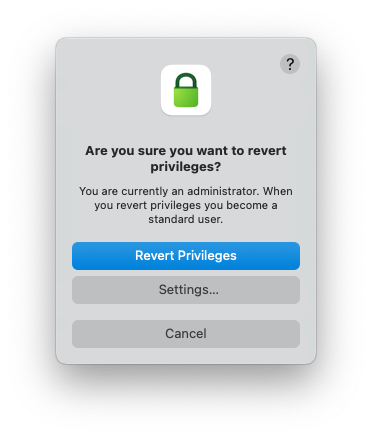 ?
Are you sure you want to revert
privileges?
You are currently an administrator. When
you revert privileges you become a
standard user.
Revert Privileges
Settings...
Cancel